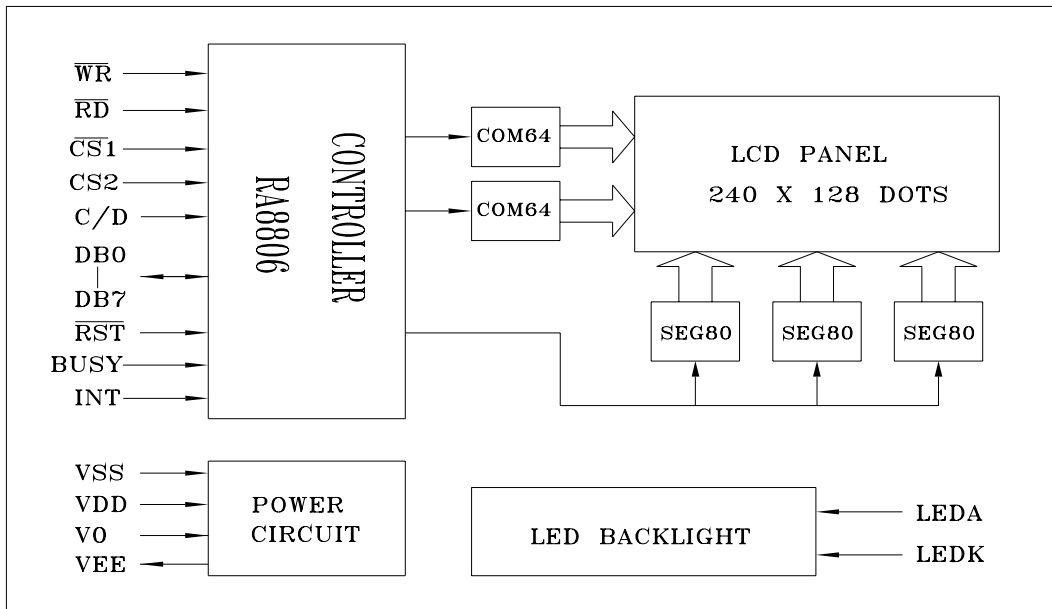 WR
RD
CS1
CS2
C/D
DB0
DB7
RST
BUSY
INT
CONTROLLER
RA8806
COM64
COM64
LCD PANEL
240 X 128 DOTS
SEG80
SEG80
SEG80
VSS
VDD
V0
VEE
POWER
CIRCUIT
LED BACKLIGHT
LEDA
LEDK